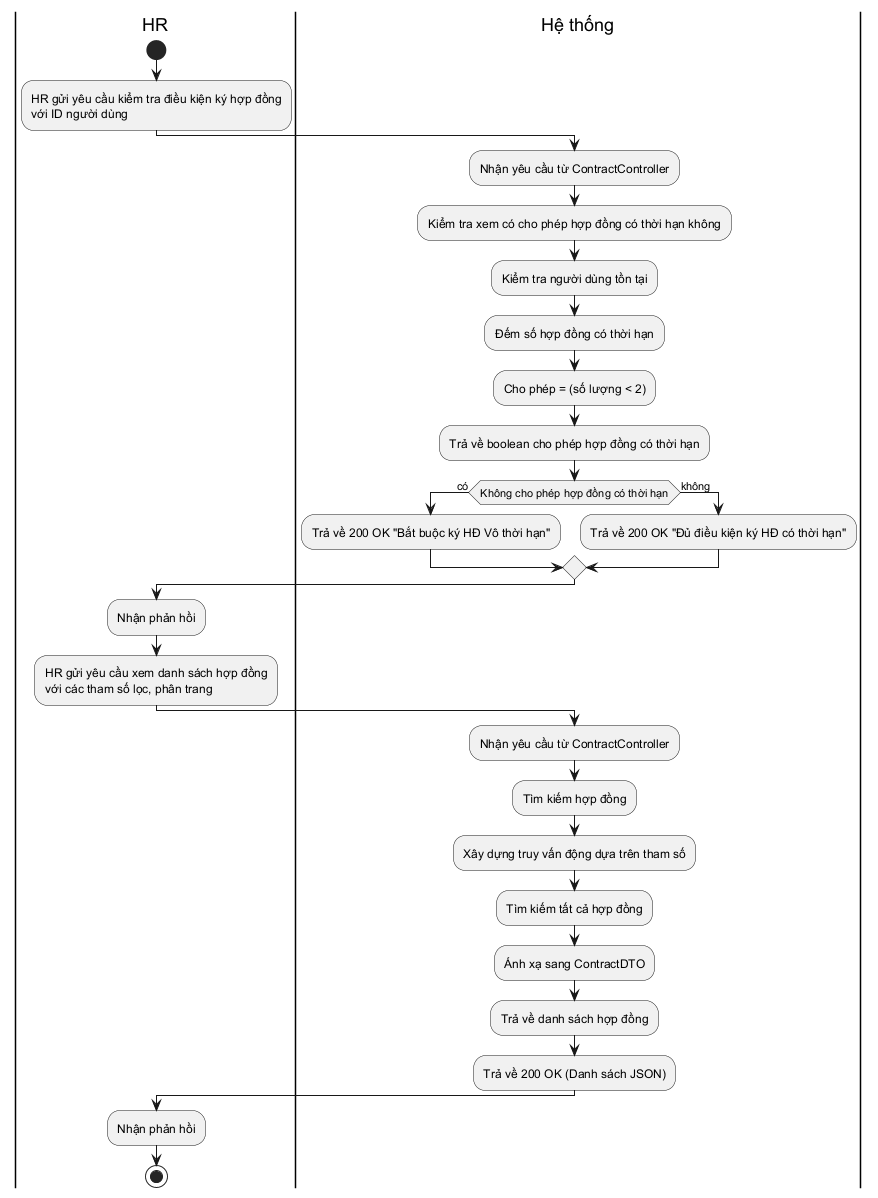 HR
Hệ thống
HR gửi yêu cầu kiểm tra điều kiện ký hợp đồng
với ID người dùng
Nhận yêu cầu từ ContractController
Kiểm tra xem có cho phép hợp đồng có thời hạn không
Kiểm tra người dùng tồn tại
Đếm số hợp đồng có thời hạn
Cho phép = (số lượng < 2)
Trả về boolean cho phép hợp đồng có thời hạn
có
Không cho phép hợp đồng có thời hạn
không
Trả về 200 OK "Bắt buộc ký HĐ Vô thời hạn"
Trả về 200 OK "Đủ điều kiện ký HĐ có thời hạn"
Nhận phản hồi
HR gửi yêu cầu xem danh sách hợp đồng
với các tham số lọc, phân trang
Nhận yêu cầu từ ContractController
Tìm kiếm hợp đồng
Xây dựng truy vấn động dựa trên tham số
Tìm kiếm tất cả hợp đồng
Ánh xạ sang ContractDTO
Trả về danh sách hợp đồng
Trả về 200 OK (Danh sách JSON)
Nhận phản hồi